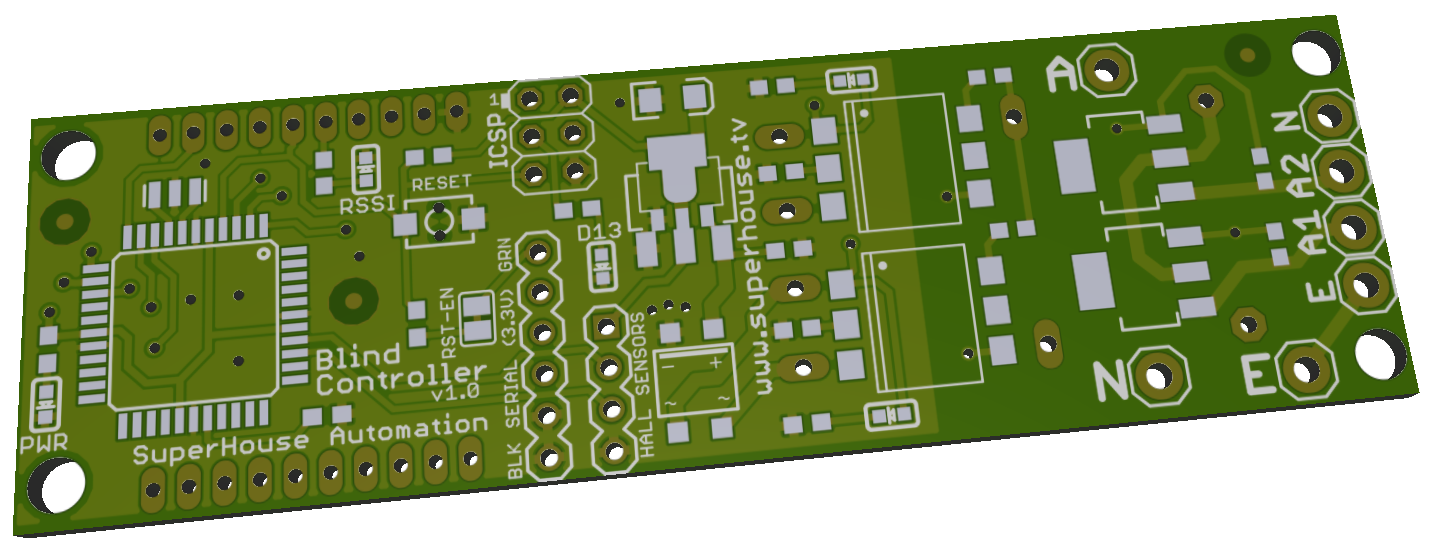 1
ICSP
RSSI
RESET
D13
GRN
(3.3V)
SERIAL
BLK
RST-EN
HALL SENSORS
- +
~ ~
www.superhouse.tv
Blind
Controller
v1.0
SuperHouse Automation
PWR
A
N
A2
A1
E
N
E